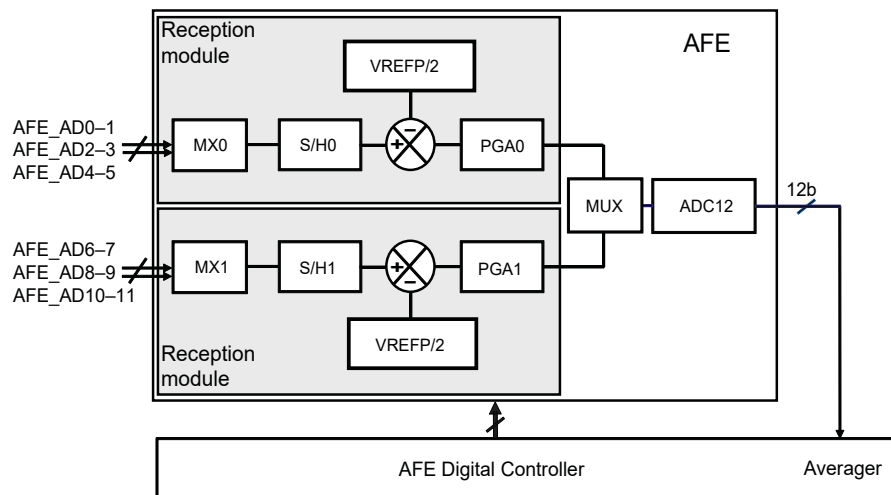 Reception
module
AFE
VREFP/2
AFE_AD0–1
AFE_AD2–3
AFE_AD4–5
MX0
S/H0
+
−
PGA0
MUX
ADC12
12b
AFE_AD6–7
AFE_AD8–9
AFE_AD10–11
MX1
S/H1
+
−
PGA1
VREFP/2
Reception
module
AFE Digital Controller
Averager